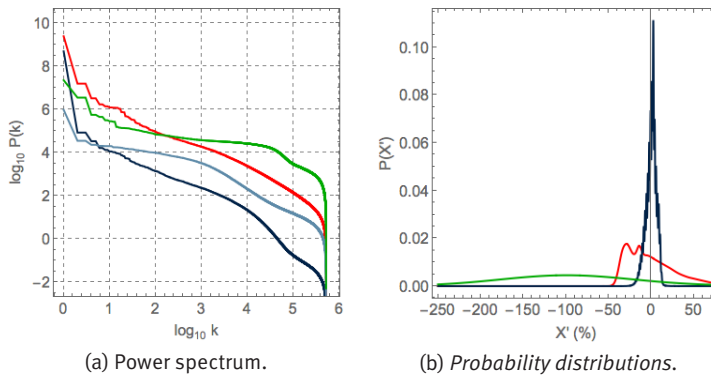 10
8
6
4
2
0
−2
log₁₀ P(k)
0 1 2 3 4 5 6
log₁₀ k
(a) Power spectrum.
0.10
0.08
0.06
0.04
0.02
0.00
P(X')
−250 −200 −150 −100 −50 0 50
X' (%)
(b) Probability distributions.